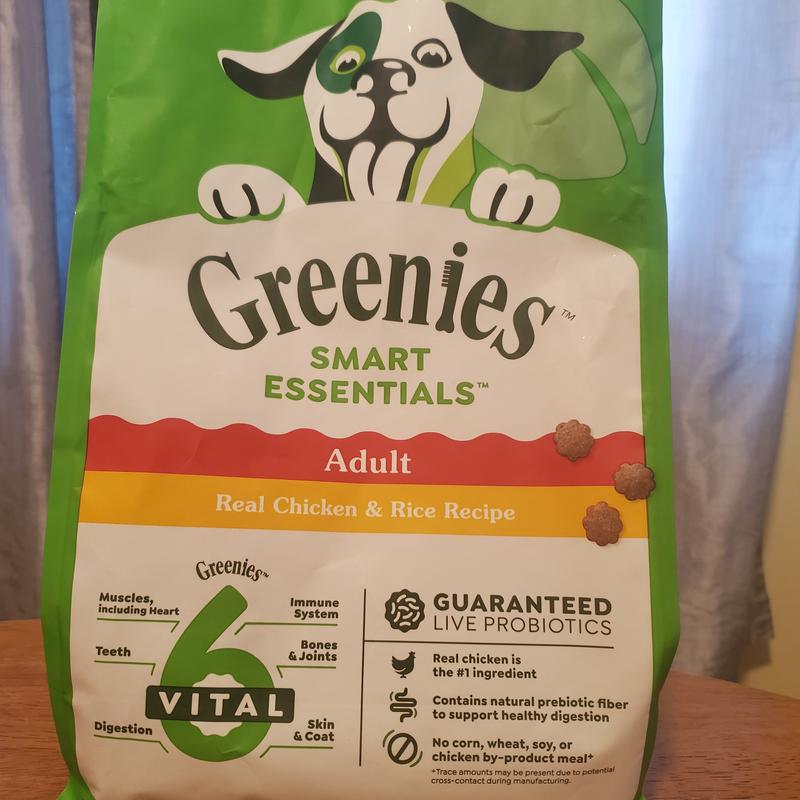 Greenies™
SMART
ESSENTIALS™
Adult
Real Chicken & Rice Recipe
Greenies™
6
VITAL
Muscles,
including Heart
Teeth
Digestion
Immune
System
Bones
& Joints
Skin
& Coat
GUARANTEED
LIVE PROBIOTICS
Real chicken is
the #1 ingredient
Contains natural prebiotic fiber
to support healthy digestion
No corn, wheat, soy, or
chicken by-product meal+
+Trace amounts may be present due to potential
cross-contact during manufacturing.